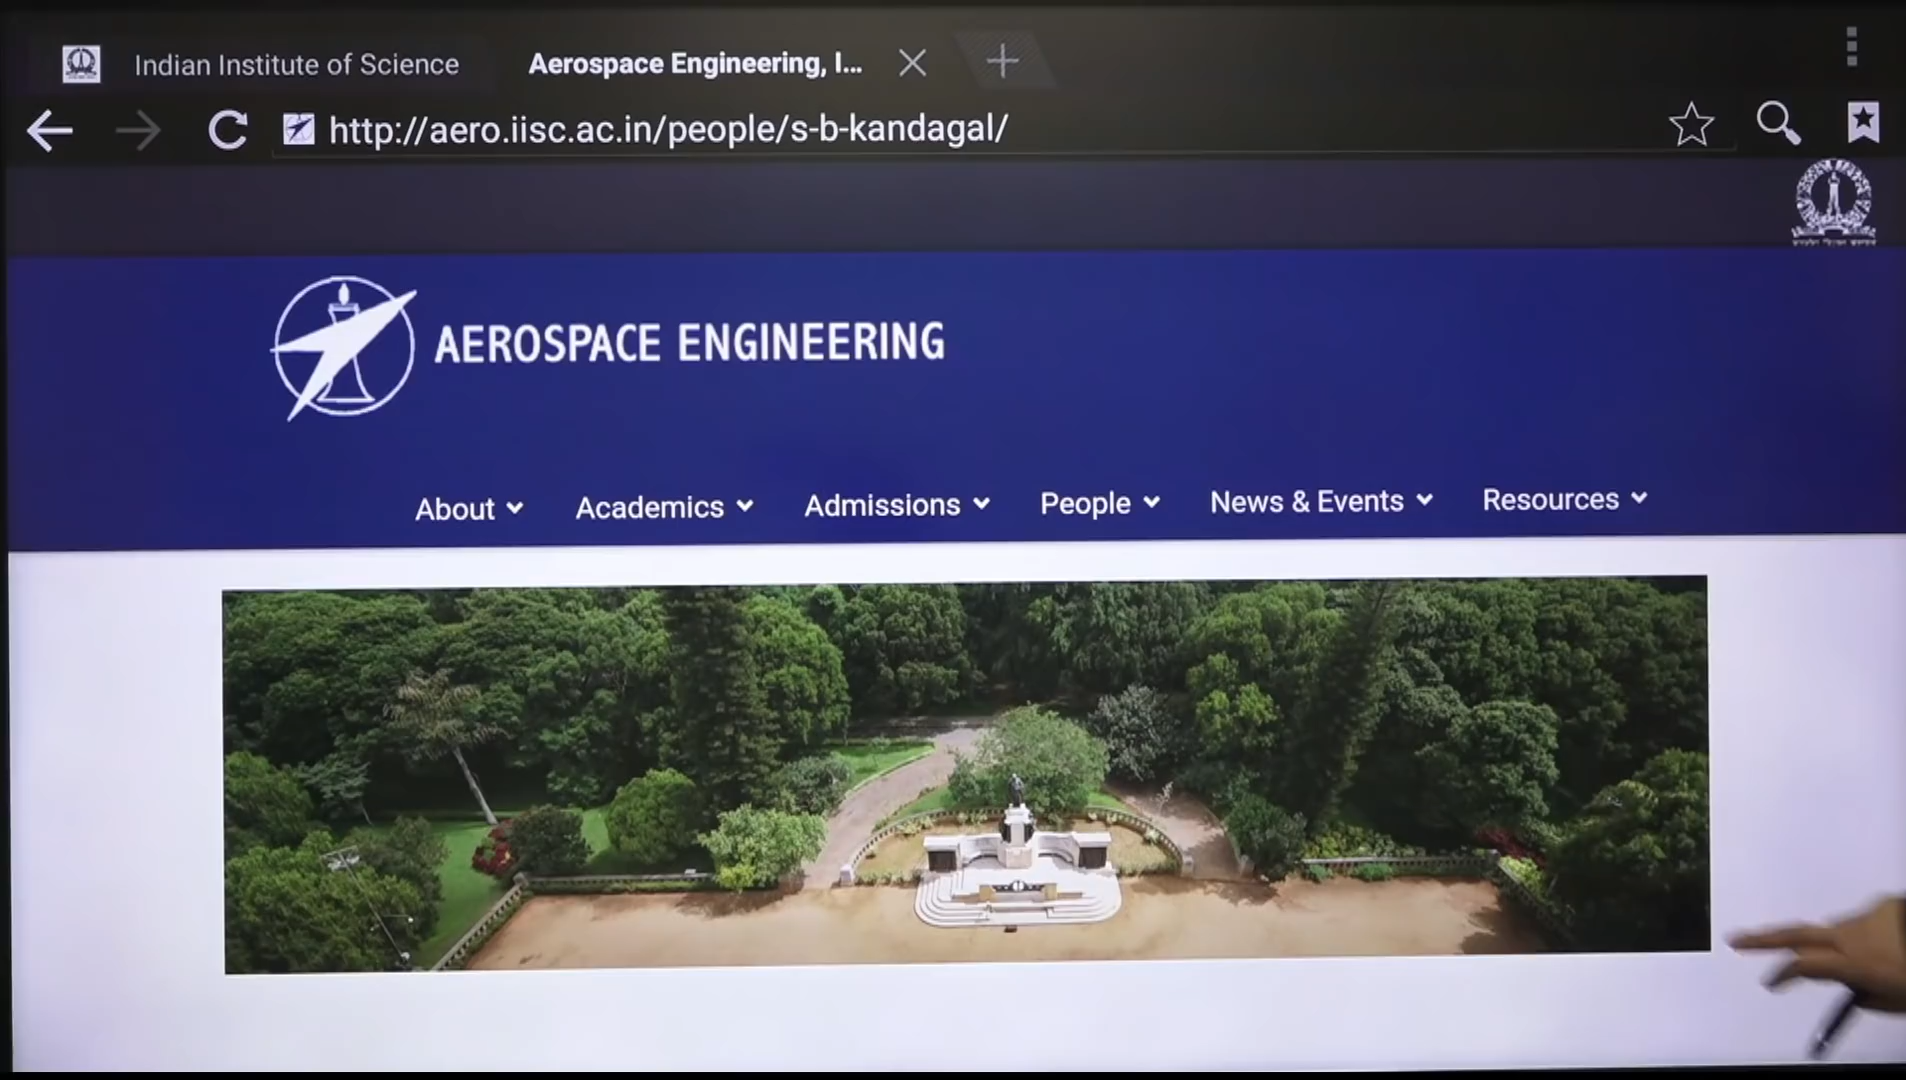 Indian Institute of Science
Aerospace Engineering, I...
http://aero.iisc.ac.in/people/s-b-kandagal/
AEROSPACE ENGINEERING
About
Academics
Admissions
People
News & Events
Resources